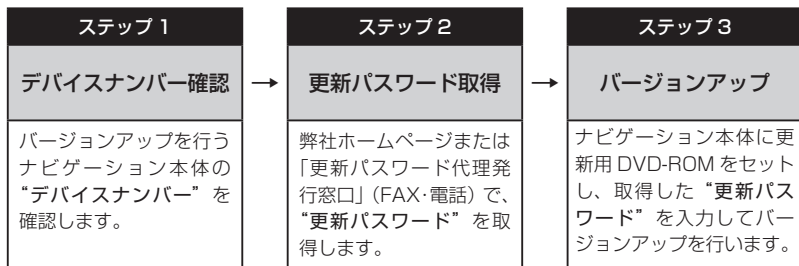 ステップ 1
デバイスナンバー確認
バージョンアップを行う
ナビゲーション本体の
“デバイスナンバー” を
確認します。
→
ステップ 2
更新パスワード取得
弊社ホームページまたは
「更新パスワード代理発
行窓口」（FAX・電話）で、
“更新パスワード” を取
得します。
→
ステップ 3
バージョンアップ
ナビゲーション本体に更
新用 DVD-ROM をセット
し、取得した “更新パス
ワード” を入力してバー
ジョンアップを行います。